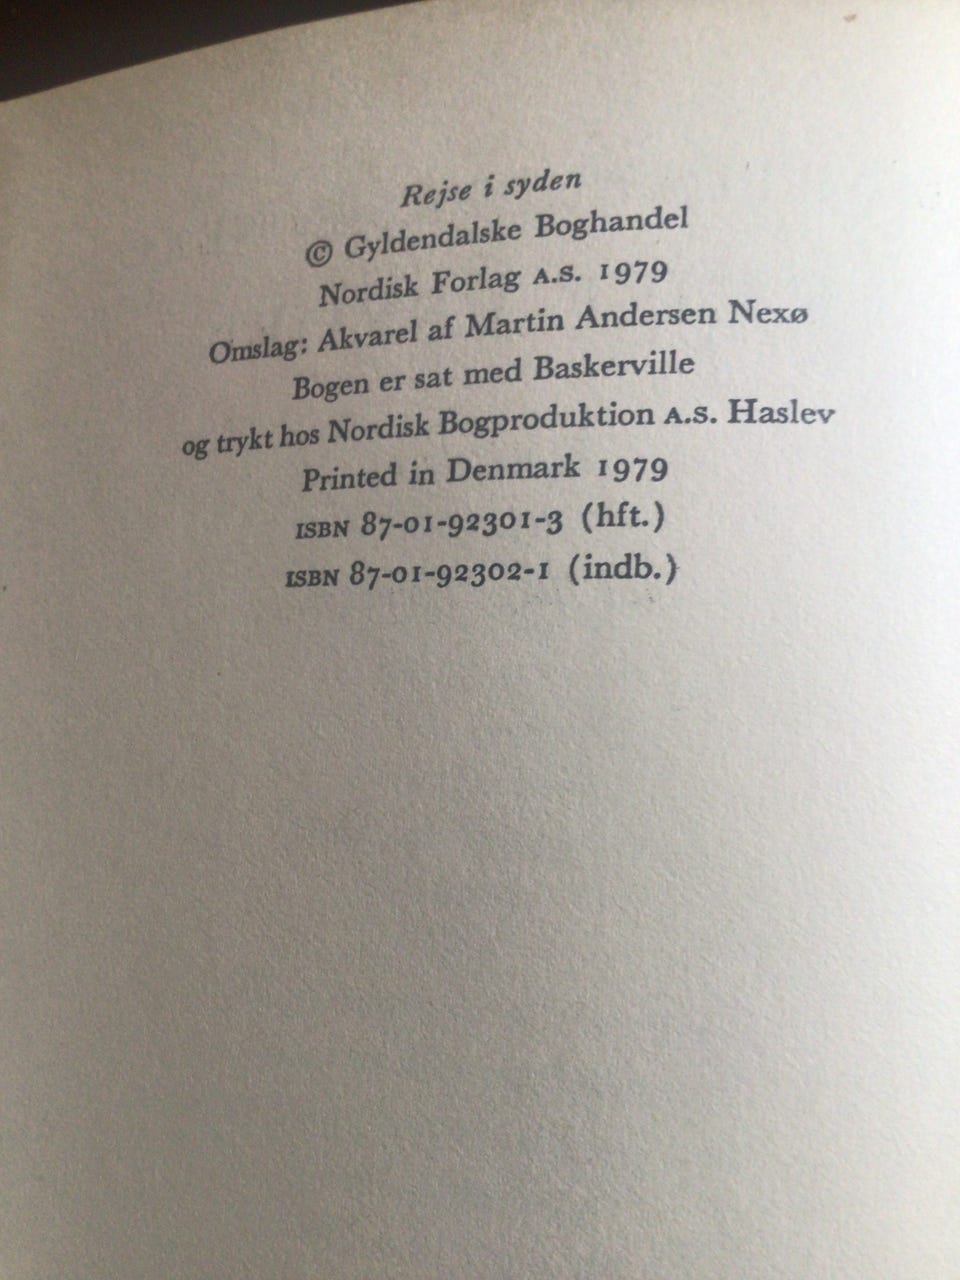 Rejse i syden
© Gyldendalske Boghandel
Nordisk Forlag A.S. 1979
Omslag: Akvarel af Martin Andersen Nexø
Bogen er sat med Baskerville
og trykt hos Nordisk Bogproduktion A.S. Haslev
Printed in Denmark 1979
ISBN 87-01-92301-3 (hft.)
ISBN 87-01-92302-1 (indb.)